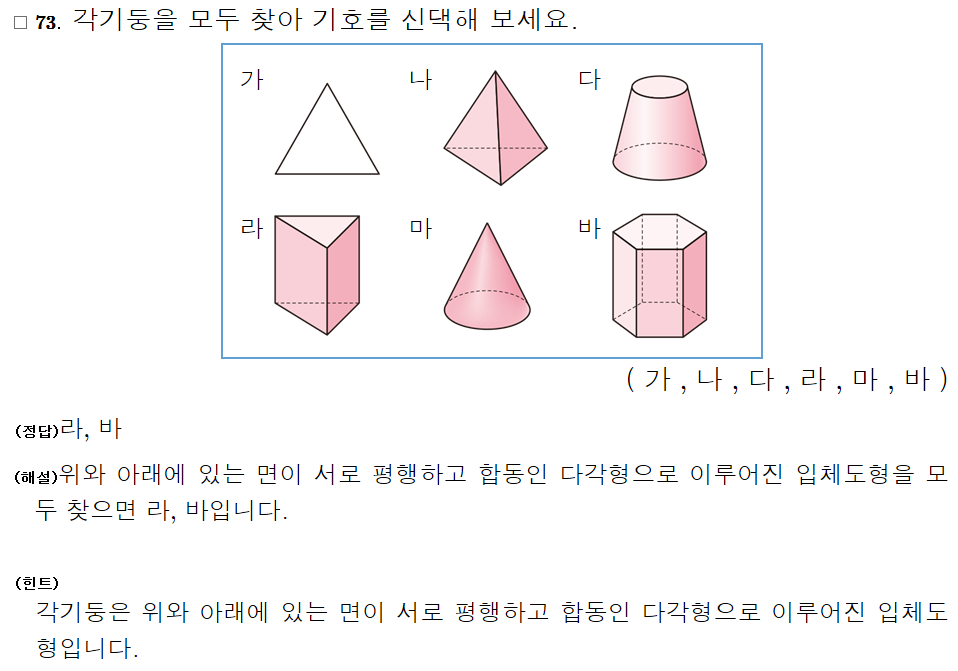 □ 73. 각기둥을 모두 찾아 기호를 신댁해 보세요.
가 나 다
라 마 바
( 가 , 나 , 다 , 라 , 마 , 바 )
(정답)라, 바
(해설)위와 아래에 있는 면이 서로 평행하고 합동인 다각형으로 이루어진 입체도형을 모
두 찾으면 라, 바입니다.
(힌트)
각기둥은 위와 아래에 있는 면이 서로 평행하고 합동인 다각형으로 이루어진 입체도
형입니다.